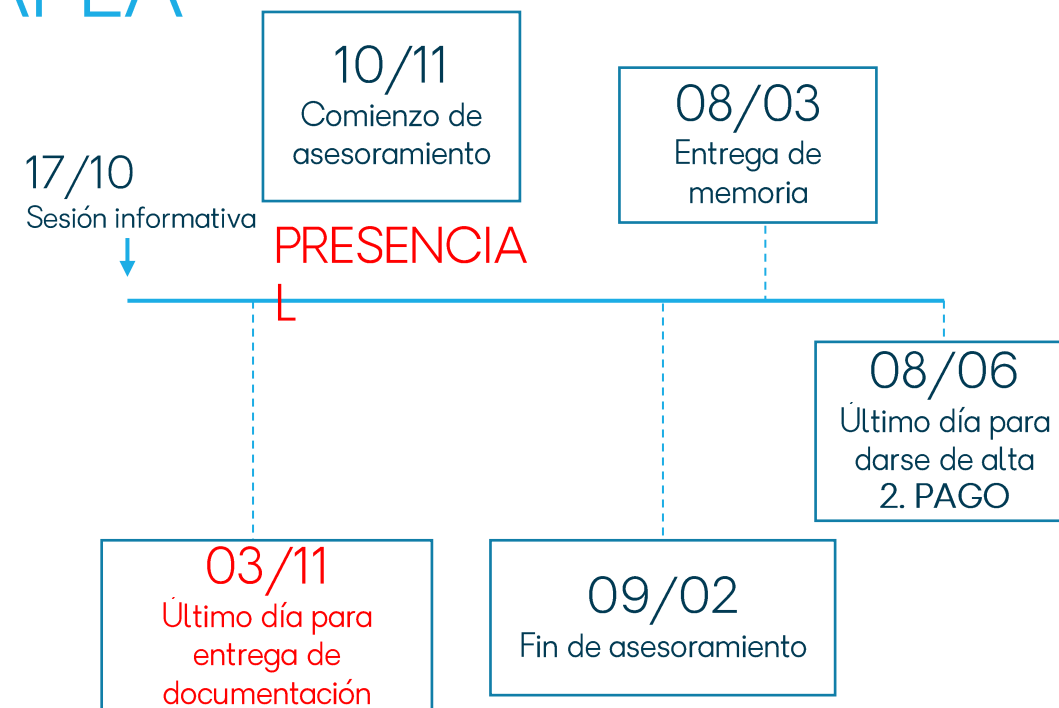 10/11
Comienzo de
asesoramiento
08/03
Entrega de
memoria
17/10
Sesión informativa
PRESENCIA
L
08/06
Último día para
darse de alta
2. PAGO
03/11
Último día para
entrega de
documentación
09/02
Fin de asesoramiento